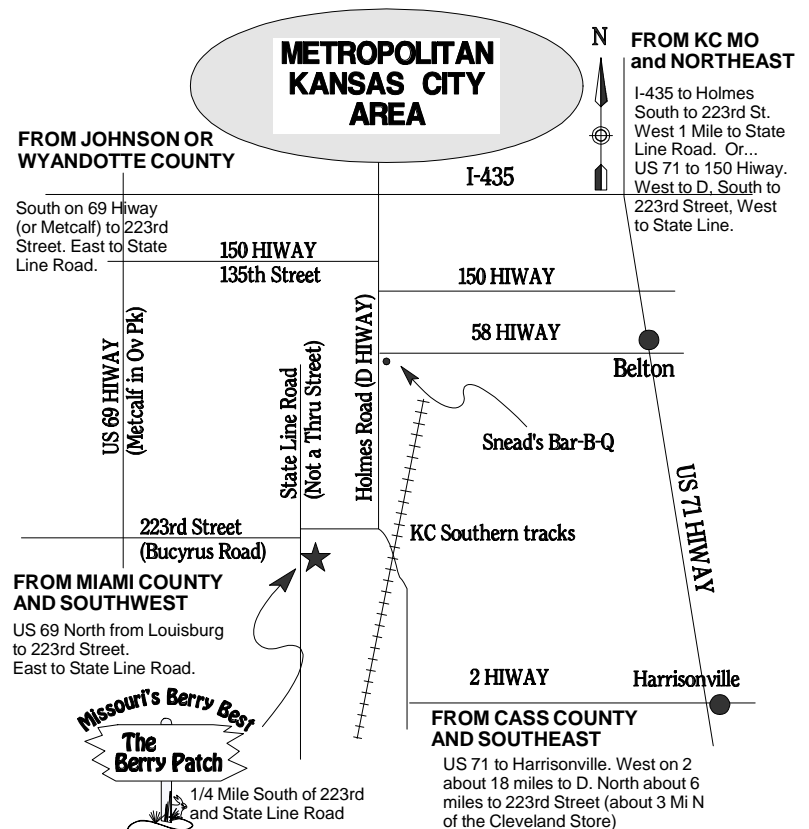 METROPOLITAN
KANSAS CITY
AREA
N
FROM KC MO
and NORTHEAST
I-435 to Holmes
South to 223rd St.
West 1 Mile to State
Line Road. Or...
US 71 to 150 Hiway.
West to D, South to
223rd Street, West
to State Line.
FROM JOHNSON OR
WYANDOTTE COUNTY
South on 69 Hiway
(or Metcalf) to 223rd
Street. East to State
Line Road.
I-435
150 HIWAY
135th Street
150 HIWAY
58 HIWAY
Belton
US 69 HIWAY
(Metcalf in Ov Pk)
State Line Road
(Not a Thru Street)
Holmes Road (D HIWAY)
Snead's Bar-B-Q
US 71 HIWAY
223rd Street
(Bucyrus Road)
KC Southern tracks
FROM MIAMI COUNTY
AND SOUTHWEST
US 69 North from Louisburg
to 223rd Street.
East to State Line Road.
2 HIWAY
Harrisonville
Missouri's Berry Best
The
Berry Patch
1/4 Mile South of 223rd
and State Line Road
FROM CASS COUNTY
AND SOUTHEAST
US 71 to Harrisonville. West on 2
about 18 miles to D. North about 6
miles to 223rd Street (about 3 Mi N
of the Cleveland Store)